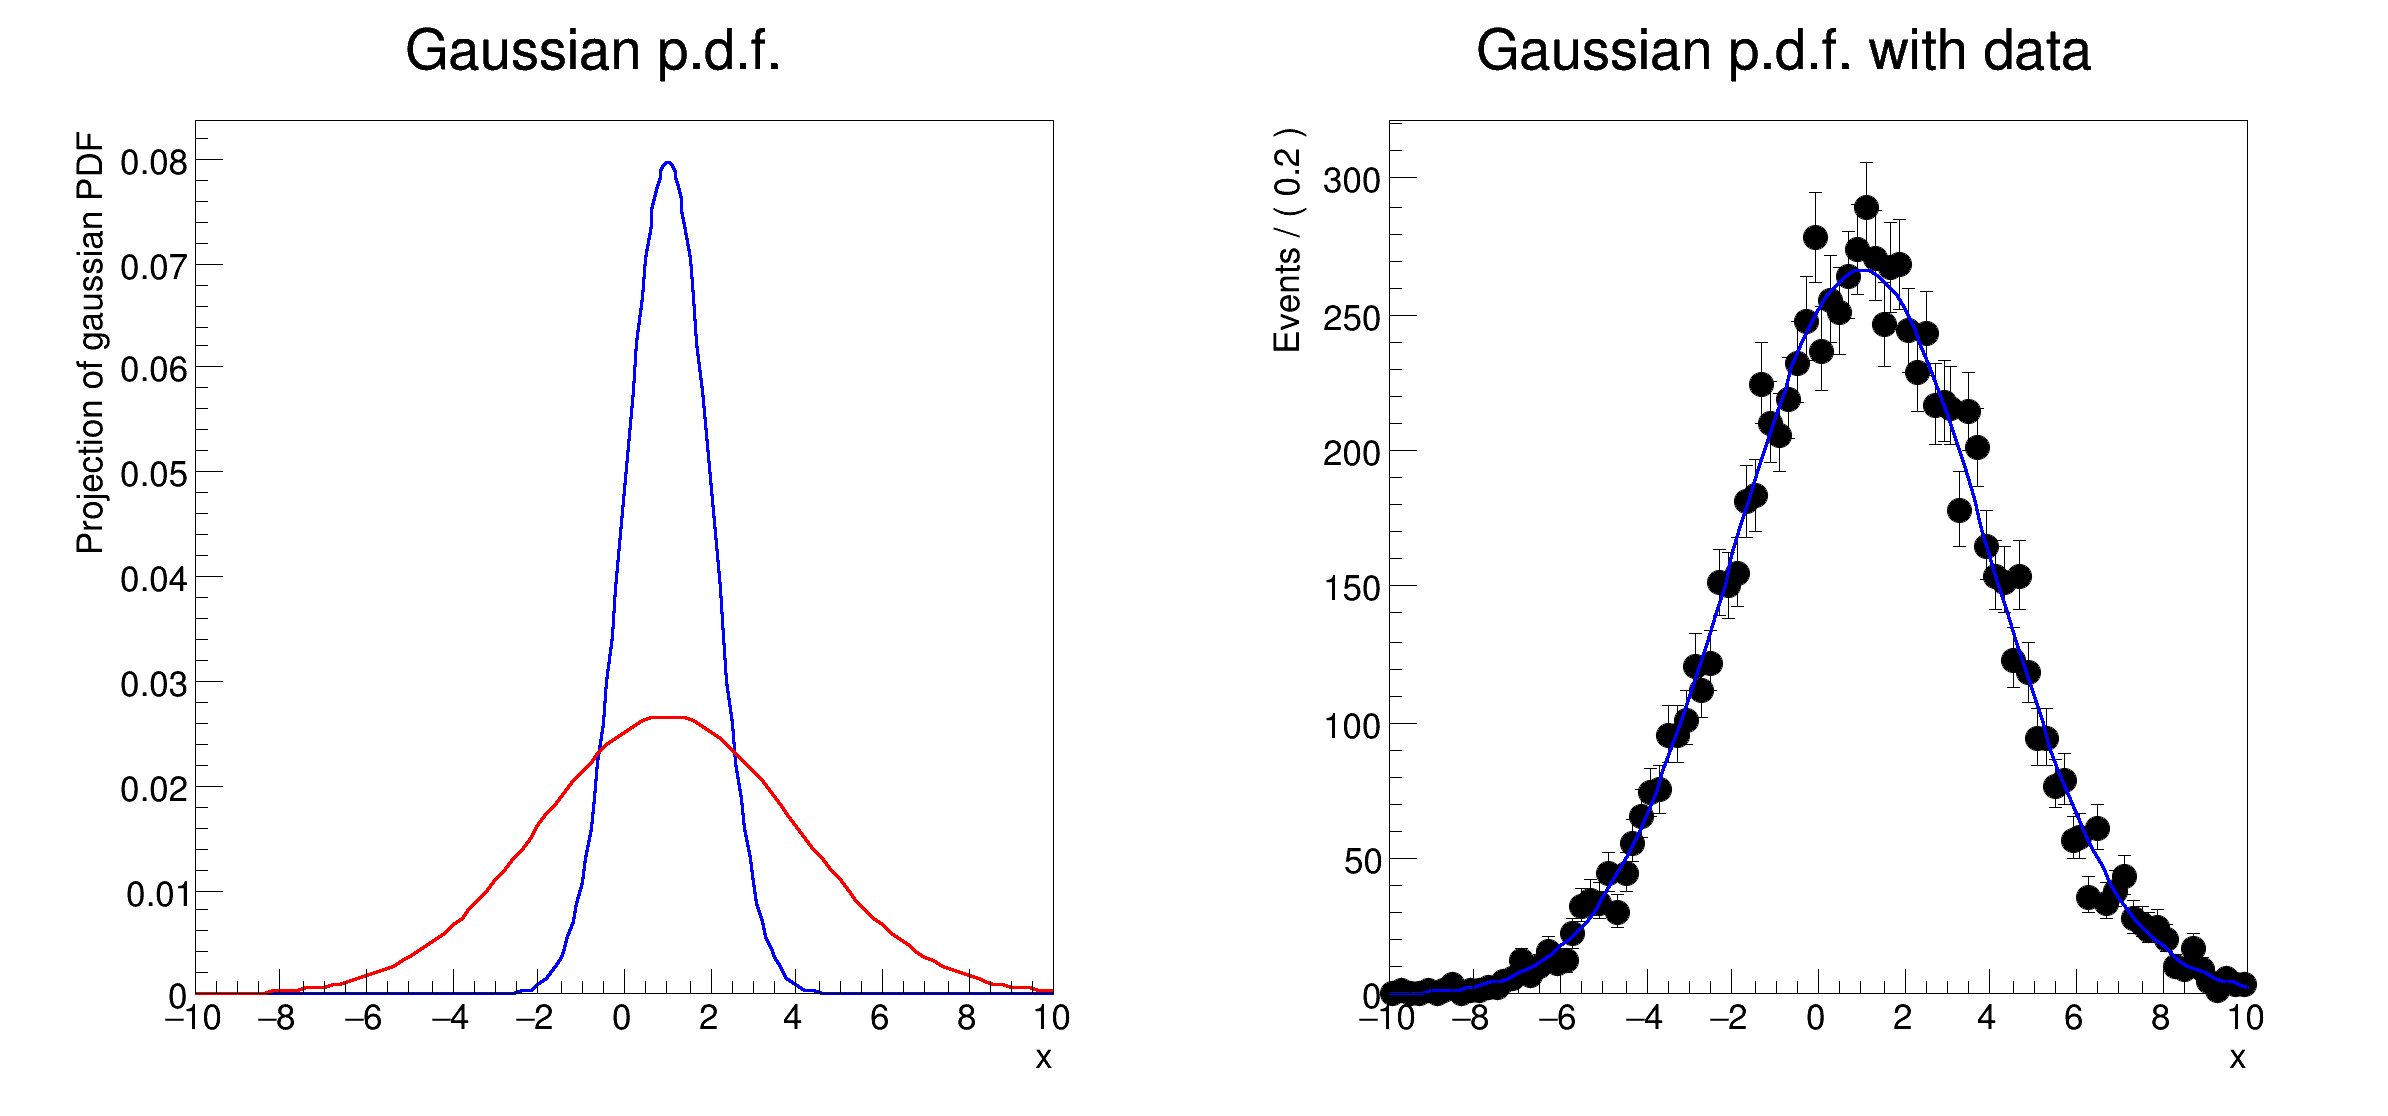 Gaussian p.d.f.
Projection of gaussian PDF
0.08
0.07
0.06
0.05
0.04
0.03
0.02
0.01
0
−10 −8 −6 −4 −2 0 2 4 6 8 10
x
Gaussian p.d.f. with data
Events / ( 0.2 )
300
250
200
150
100
50
0
−10 −8 −6 −4 −2 0 2 4 6 8 10
x